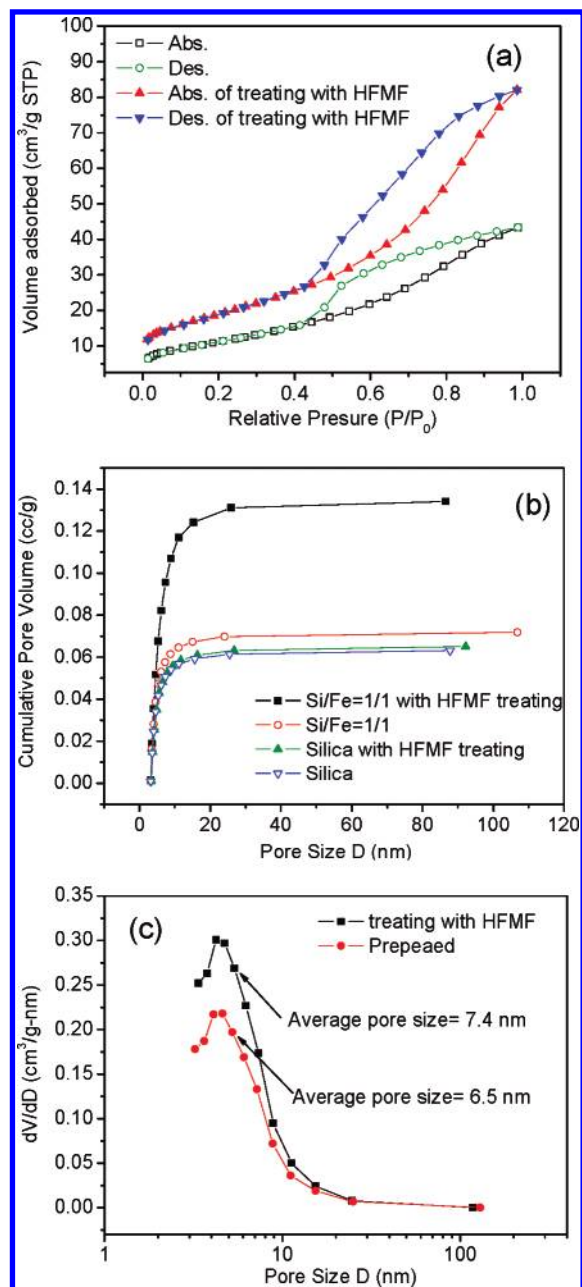 (a)
Abs.
Des.
Abs. of treating with HFMF
Des. of treating with HFMF
Volume adsorbed (cm³/g STP)
100
90
80
70
60
50
40
30
20
10
0.0 0.2 0.4 0.6 0.8 1.0
Relative Presure (P/P₀)
(b)
Cumulative Pore Volume (cc/g)
0.14
0.12
0.10
0.08
0.06
0.04
0.02
0.00
Si/Fe=1/1 with HFMF treating
Si/Fe=1/1
Silica with HFMF treating
Silica
0 20 40 60 80 100 120
Pore Size D (nm)
(c)
treating with HFMF
Prepeaed
dV/dD (cm³/g-nm)
0.35
0.30
0.25
0.20
0.15
0.10
0.05
0.00
Average pore size= 7.4 nm
Average pore size= 6.5 nm
1 10 100
Pore Size D (nm)